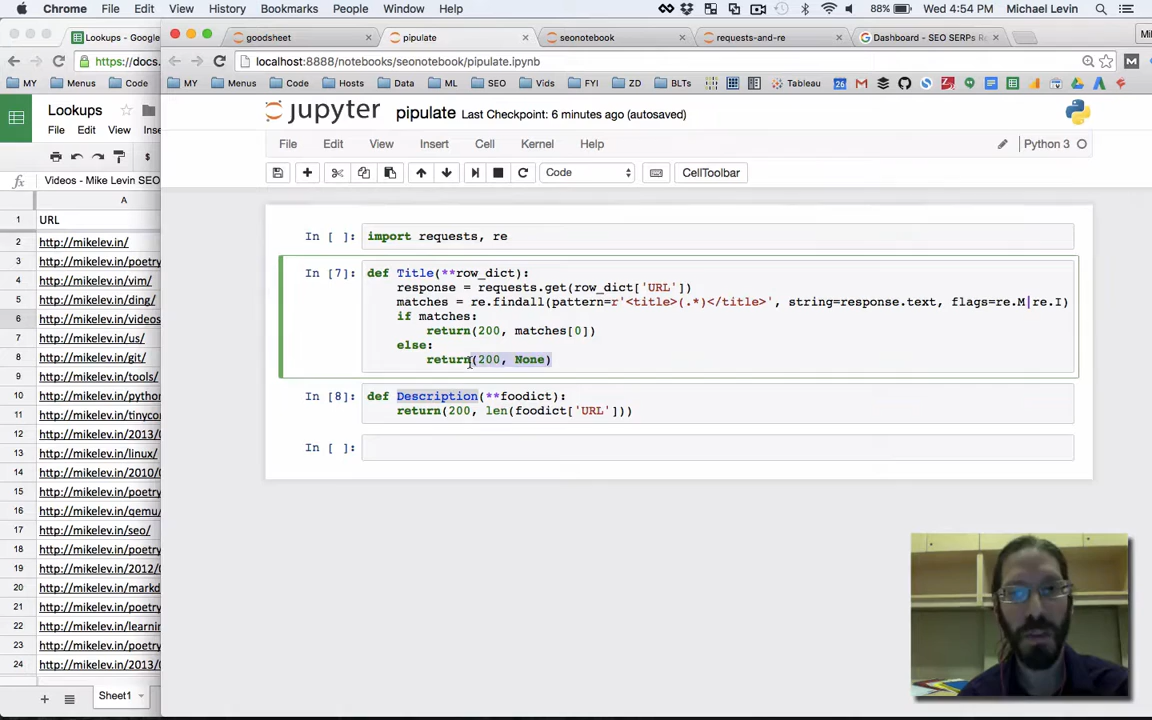 Chrome File Edit View History Bookmarks People Window Help 88% Wed 4:54 PM Michael Levin
Lookups - Google
goodsheet
pipulate
seonotebook
requests-and-re
Dashboard - SEO SERPs Re
Mi
https://docs.
localhost:8888/notebooks/seonotebook/pipulate.ipynb
MY Menus Code
MY Menus Code Hosts Data ML SEO Vids FYI ZD BLTs Tableau
Lookups
File Edit View Inse
$
fx Videos - Mike Levin SEO
A
1 URL
2 http://mikelev.in/
3 http://mikelev.in/poetry
4 http://mikelev.in/vim/
5 http://mikelev.in/ding/
6 http://mikelev.in/videos
7 http://mikelev.in/us/
8 http://mikelev.in/git/
9 http://mikelev.in/tools/
10 http://mikelev.in/python
11 http://mikelev.in/tinycor
12 http://mikelev.in/2013/0
13 http://mikelev.in/linux/
14 http://mikelev.in/2010/0
15 http://mikelev.in/poetry
16 http://mikelev.in/qemu/
17 http://mikelev.in/seo/
18 http://mikelev.in/poetry
19 http://mikelev.in/2012/0
20 http://mikelev.in/markd
21 http://mikelev.in/poetry
22 http://mikelev.in/learnin
23 http://mikelev.in/poetry
24 http://mikelev.in/2013/0
Sheet1
jupyter pipulate Last Checkpoint: 6 minutes ago (autosaved)
File Edit View Insert Cell Kernel Help Python 3
Code CellToolbar
In [ ]: import requests, re
In [7]: def Title(**row_dict):
response = requests.get(row_dict['URL'])
matches = re.findall(pattern=r'<title>(.*)</title>', string=response.text, flags=re.M|re.I)
if matches:
return(200, matches[0])
else:
return(200, None)
In [8]: def Description(**foodict):
return(200, len(foodict['URL']))
In [ ]: